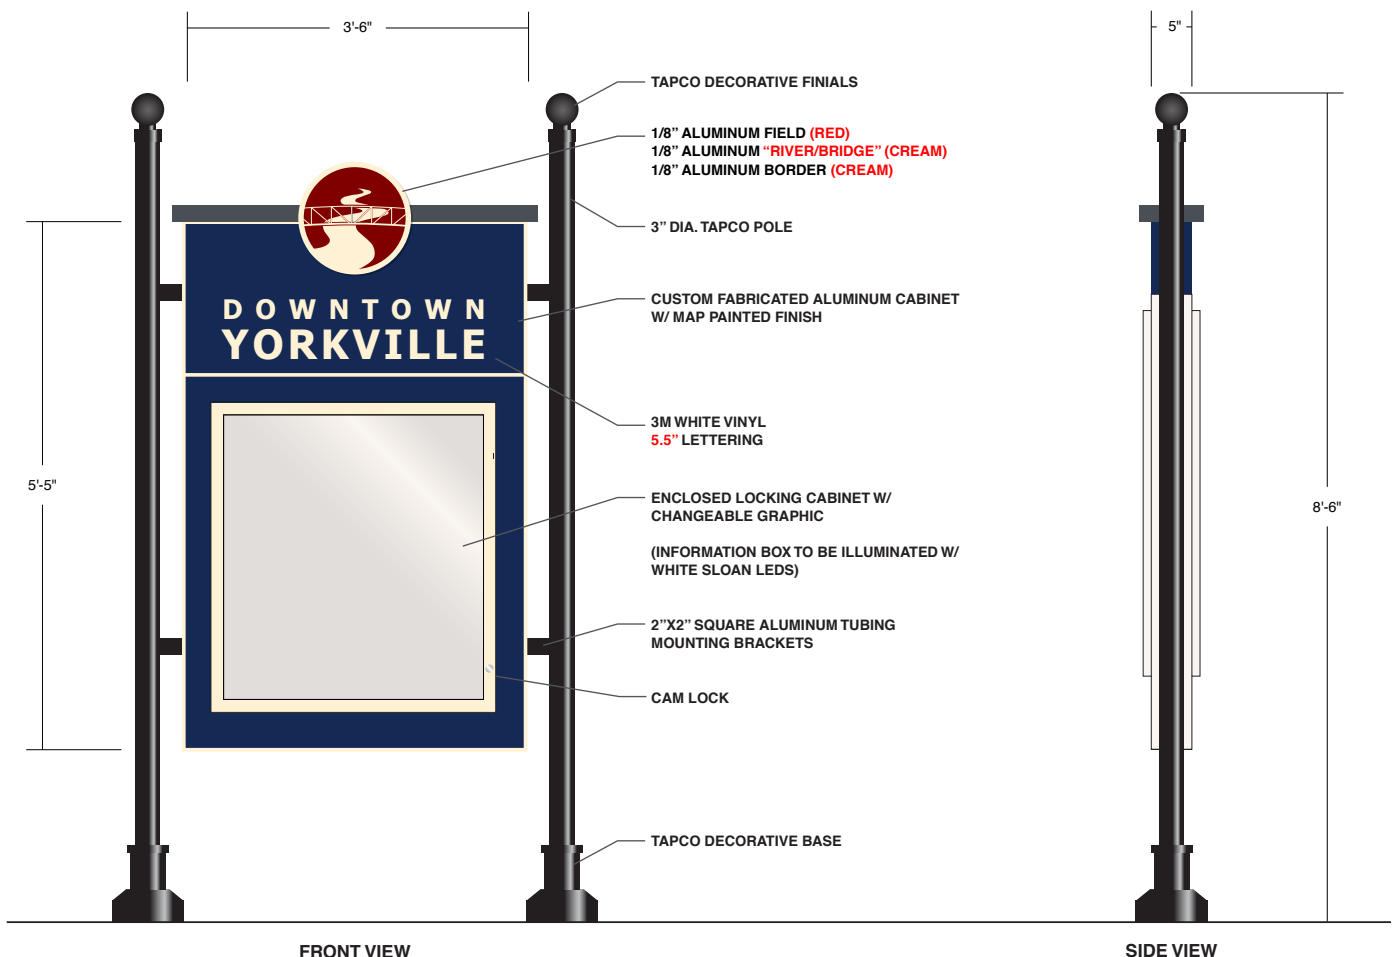 3'-6"
5"
TAPCO DECORATIVE FINIALS
1/8” ALUMINUM FIELD (RED)
1/8” ALUMINUM “RIVER/BRIDGE” (CREAM)
1/8” ALUMINUM BORDER (CREAM)
3” DIA. TAPCO POLE
CUSTOM FABRICATED ALUMINUM CABINET
W/ MAP PAINTED FINISH
DOWNTOWN
YORKVILLE
3M WHITE VINYL
5.5” LETTERING
5'-5"
8'-6"
ENCLOSED LOCKING CABINET W/
CHANGEABLE GRAPHIC
(INFORMATION BOX TO BE ILLUMINATED W/
WHITE SLOAN LEDS)
2”X2” SQUARE ALUMINUM TUBING
MOUNTING BRACKETS
CAM LOCK
TAPCO DECORATIVE BASE
FRONT VIEW
SIDE VIEW